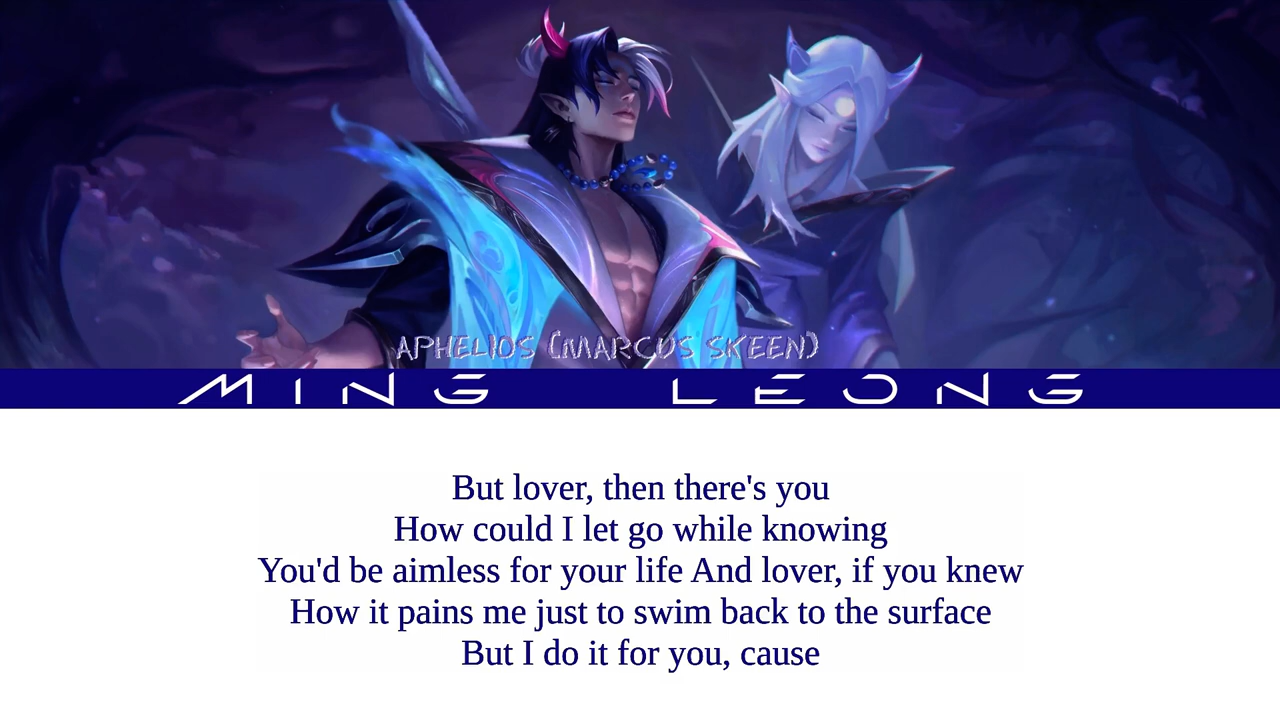 APHELIOS (MARCUS SKEEN)
MING LEONG
But lover, then there's you
How could I let go while knowing
You'd be aimless for your life And lover, if you knew
How it pains me just to swim back to the surface
But I do it for you, cause